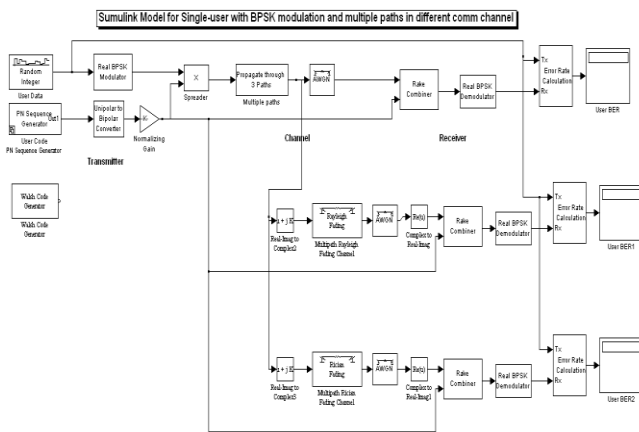 Sumulink Model for Single-user with BPSK modulation and multiple paths in different comm channel
Random
Integer
User Data
Real BPSK
Modulator
X
Spreader
Propagate through
3 Paths
Multiple paths
AWGN
Rake
Combiner
Real BPSK
Demodulator
Tx
Rx
Error Rate
Calculation
User BER
PN Sequence
Generator
Out1
User Code
PN Sequence Generator
Unipolar to
Bipolar
Converter
-K-
Normalizing
Gain
Transmitter
Channel
Receiver
Walsh Code
Generator
Walsh Code
Generator
Real-Imag to
Complex2
Rayleigh
Fading
Multipath Rayleigh
Fading Channel
AWGN
Re(u)
Complex to
Real-Imag
Rake
Combiner
Real BPSK
Demodulator
Tx
Rx
Error Rate
Calculation
User BER1
Real-Imag to
Complex3
Rician
Fading
Multipath Rician
Fading Channel
AWGN
Re(u)
Complex to
Real-Imag1
Rake
Combiner
Real BPSK
Demodulator
Tx
Rx
Error Rate
Calculation
User BER2